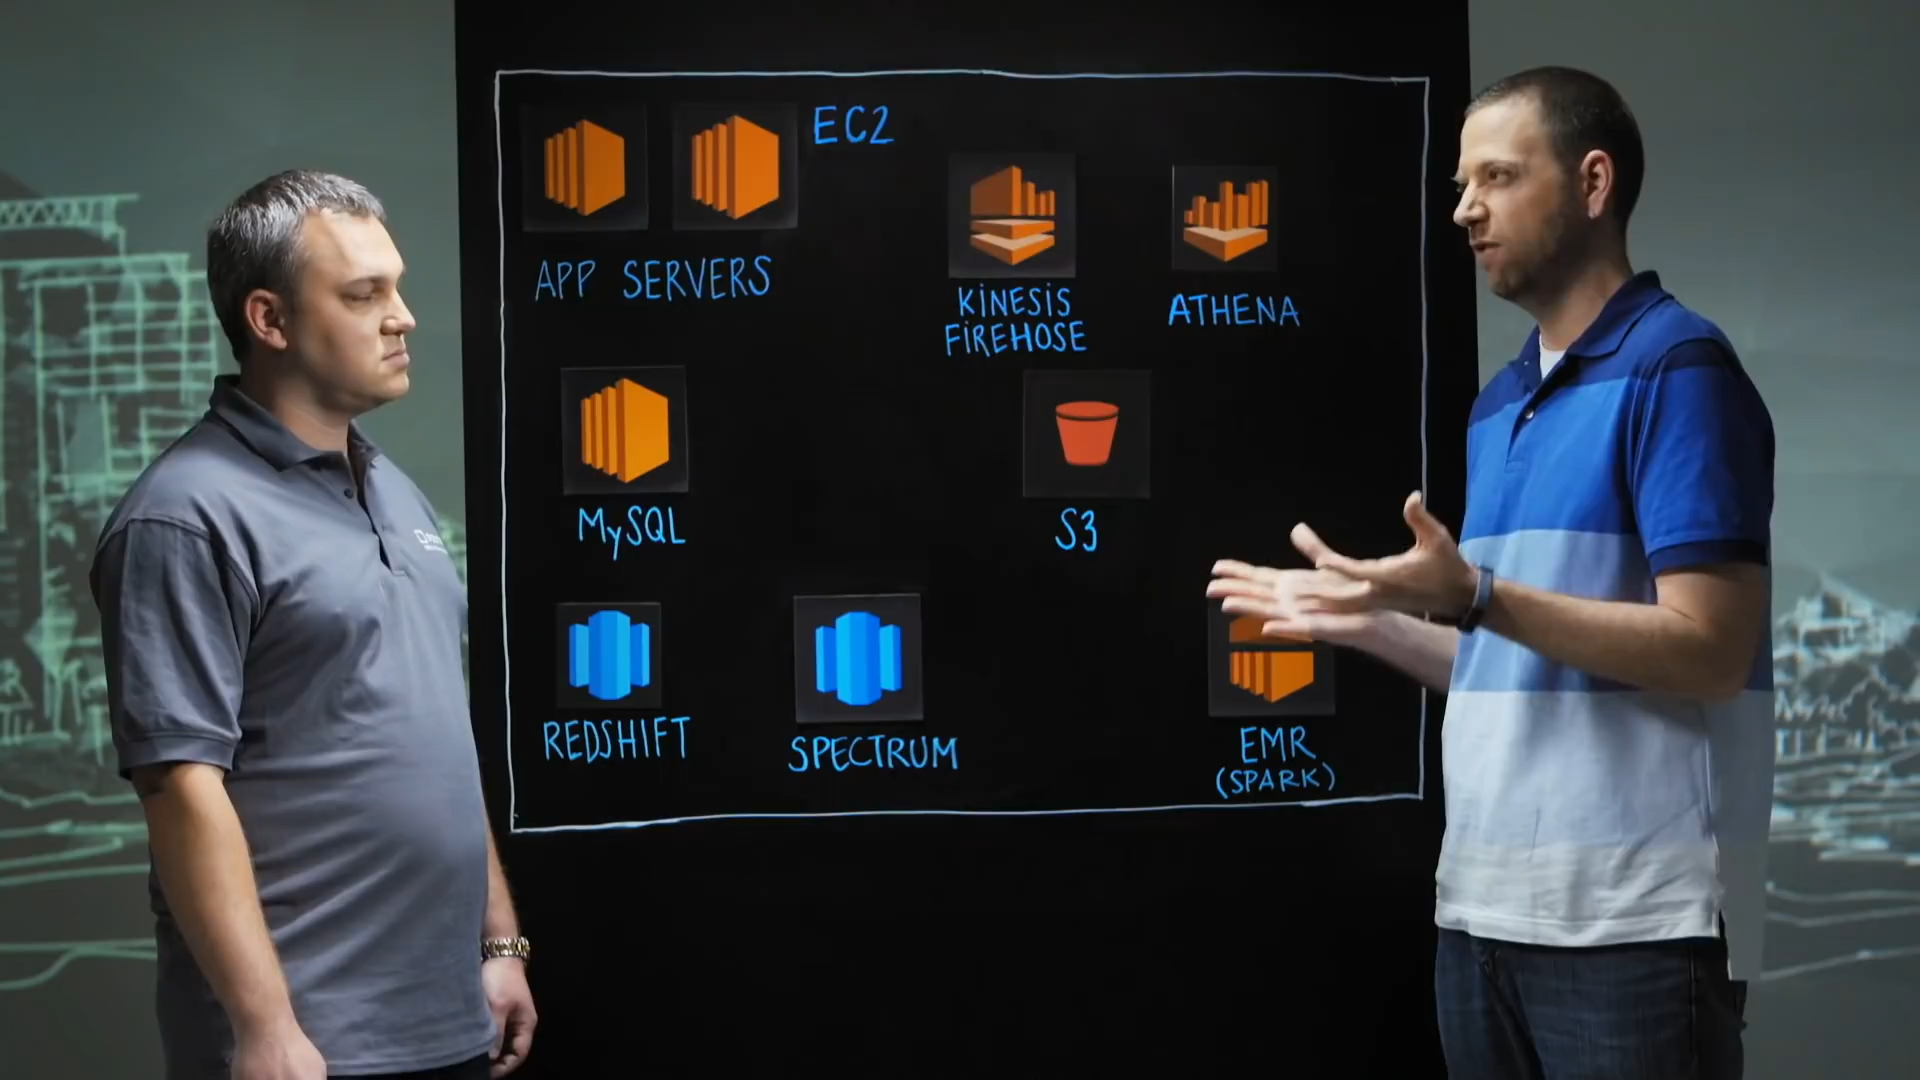 EC2
APP SERVERS
KINESIS
FIREHOSE
ATHENA
MySQL
S3
REDSHIFT
SPECTRUM
EMR
(SPARK)